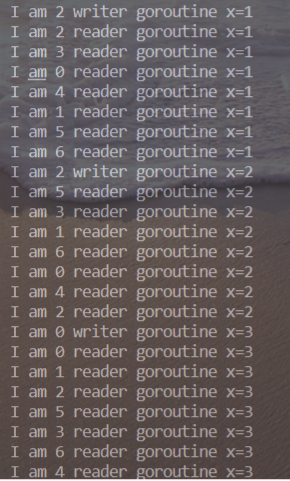 I am 2 writer goroutine x=1
I am 2 reader goroutine x=1
I am 3 reader goroutine x=1
I am 0 reader goroutine x=1
I am 4 reader goroutine x=1
I am 1 reader goroutine x=1
I am 5 reader goroutine x=1
I am 6 reader goroutine x=1
I am 2 writer goroutine x=2
I am 5 reader goroutine x=2
I am 3 reader goroutine x=2
I am 1 reader goroutine x=2
I am 6 reader goroutine x=2
I am 0 reader goroutine x=2
I am 4 reader goroutine x=2
I am 2 reader goroutine x=2
I am 0 writer goroutine x=3
I am 0 reader goroutine x=3
I am 1 reader goroutine x=3
I am 2 reader goroutine x=3
I am 5 reader goroutine x=3
I am 3 reader goroutine x=3
I am 6 reader goroutine x=3
I am 4 reader goroutine x=3